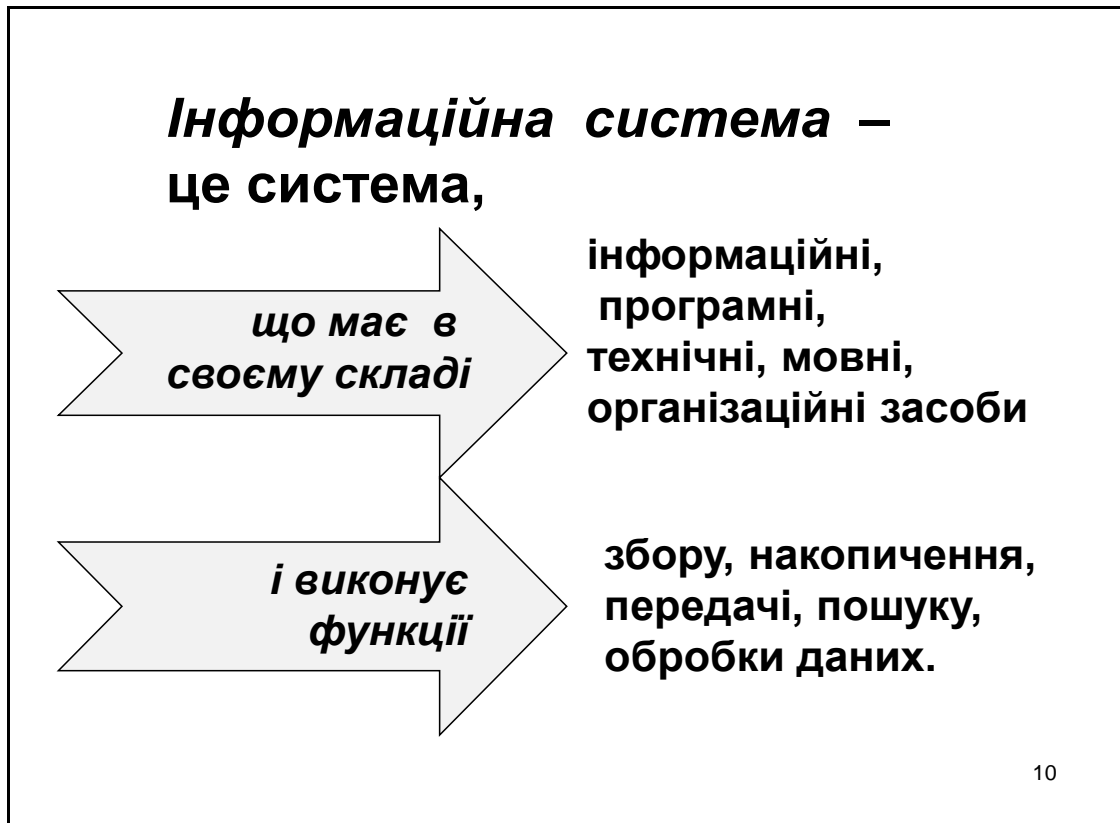 Інформаційна система –
це система,
що має в
своєму складі
інформаційні,
програмні,
технічні, мовні,
організаційні засоби
і виконує
функції
збору, накопичення,
передачі, пошуку,
обробки даних.
10